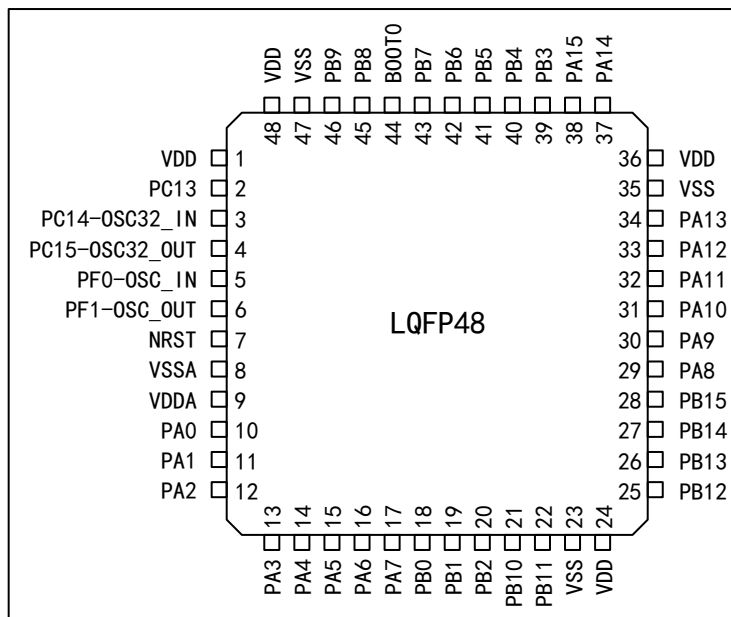 VDD VSS PB9 PB8 BOOT0 PB7 PB6 PB5 PB4 PB3 PA15 PA14
48 47 46 45 44 43 42 41 40 39 38 37
VDD 1 36 VDD
PC13 2 35 VSS
PC14-OSC32_IN 3 34 PA13
PC15-OSC32_OUT 4 33 PA12
PF0-OSC_IN 5 32 PA11
PF1-OSC_OUT 6 31 PA10
LQFP48
NRST 7 30 PA9
VSSA 8 29 PA8
VDDA 9 28 PB15
PA0 10 27 PB14
PA1 11 26 PB13
PA2 12 25 PB12
13 14 15 16 17 18 19 20 21 22 23 24
PA3 PA4 PA5 PA6 PA7 PB0 PB1 PB2 PB10 PB11 VSS VDD